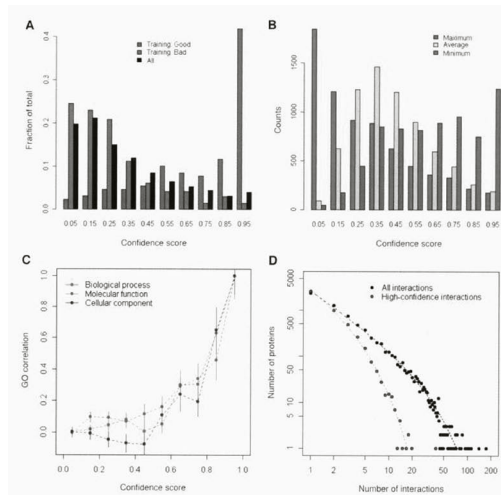 A
Training: Good
Training: Bad
All
Fraction of total
0.0 0.1 0.2 0.3 0.4
0.05 0.15 0.25 0.35 0.45 0.55 0.65 0.75 0.85 0.95
Confidence score
B
Maximum
Average
Minimum
Counts
0 500 1000 1500
0.05 0.15 0.25 0.35 0.45 0.55 0.65 0.75 0.85 0.95
Confidence score
C
Biological process
Molecular function
Cellular component
GO correlation
0.0 0.2 0.4 0.6 0.8 1.0
0.0 0.2 0.4 0.6 0.8 1.0
Confidence score
D
All interactions
High-confidence interactions
Number of proteins
1 5 10 50 500 5000
1 2 5 10 20 50 100 200
Number of interactions